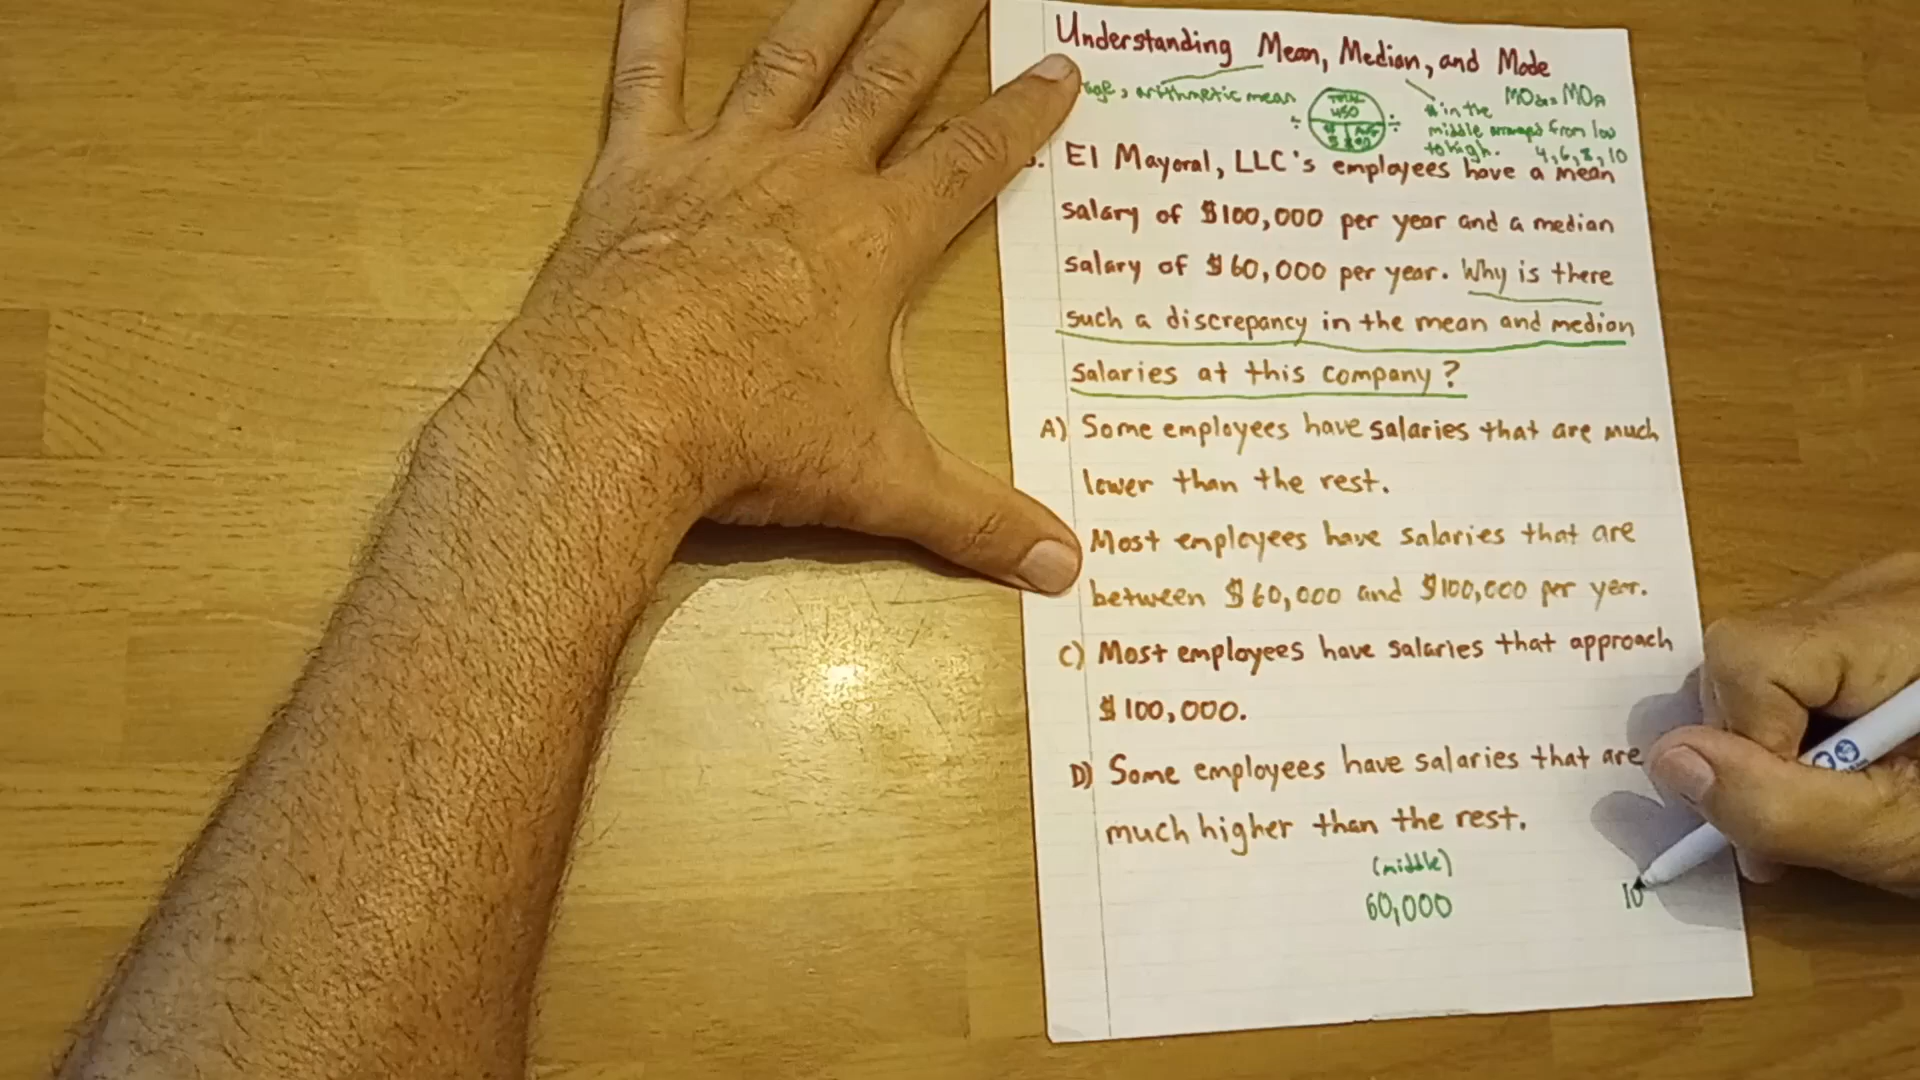 Understanding Mean, Median, and Mode
age, arithmetic mean
TOTAL
450
÷ ÷
# in the
middle arranged from low
to high. 4, 6, 8, 10
El Mayoral, LLC's employees have a mean
salary of $100,000 per year and a median
salary of $60,000 per year. Why is there
such a discrepancy in the mean and median
salaries at this company?
A) Some employees have salaries that are much
lower than the rest.
Most employees have salaries that are
between $60,000 and $100,000 per year.
C) Most employees have salaries that approach
$100,000.
D) Some employees have salaries that are
much higher than the rest.
(middle)
60,000 10